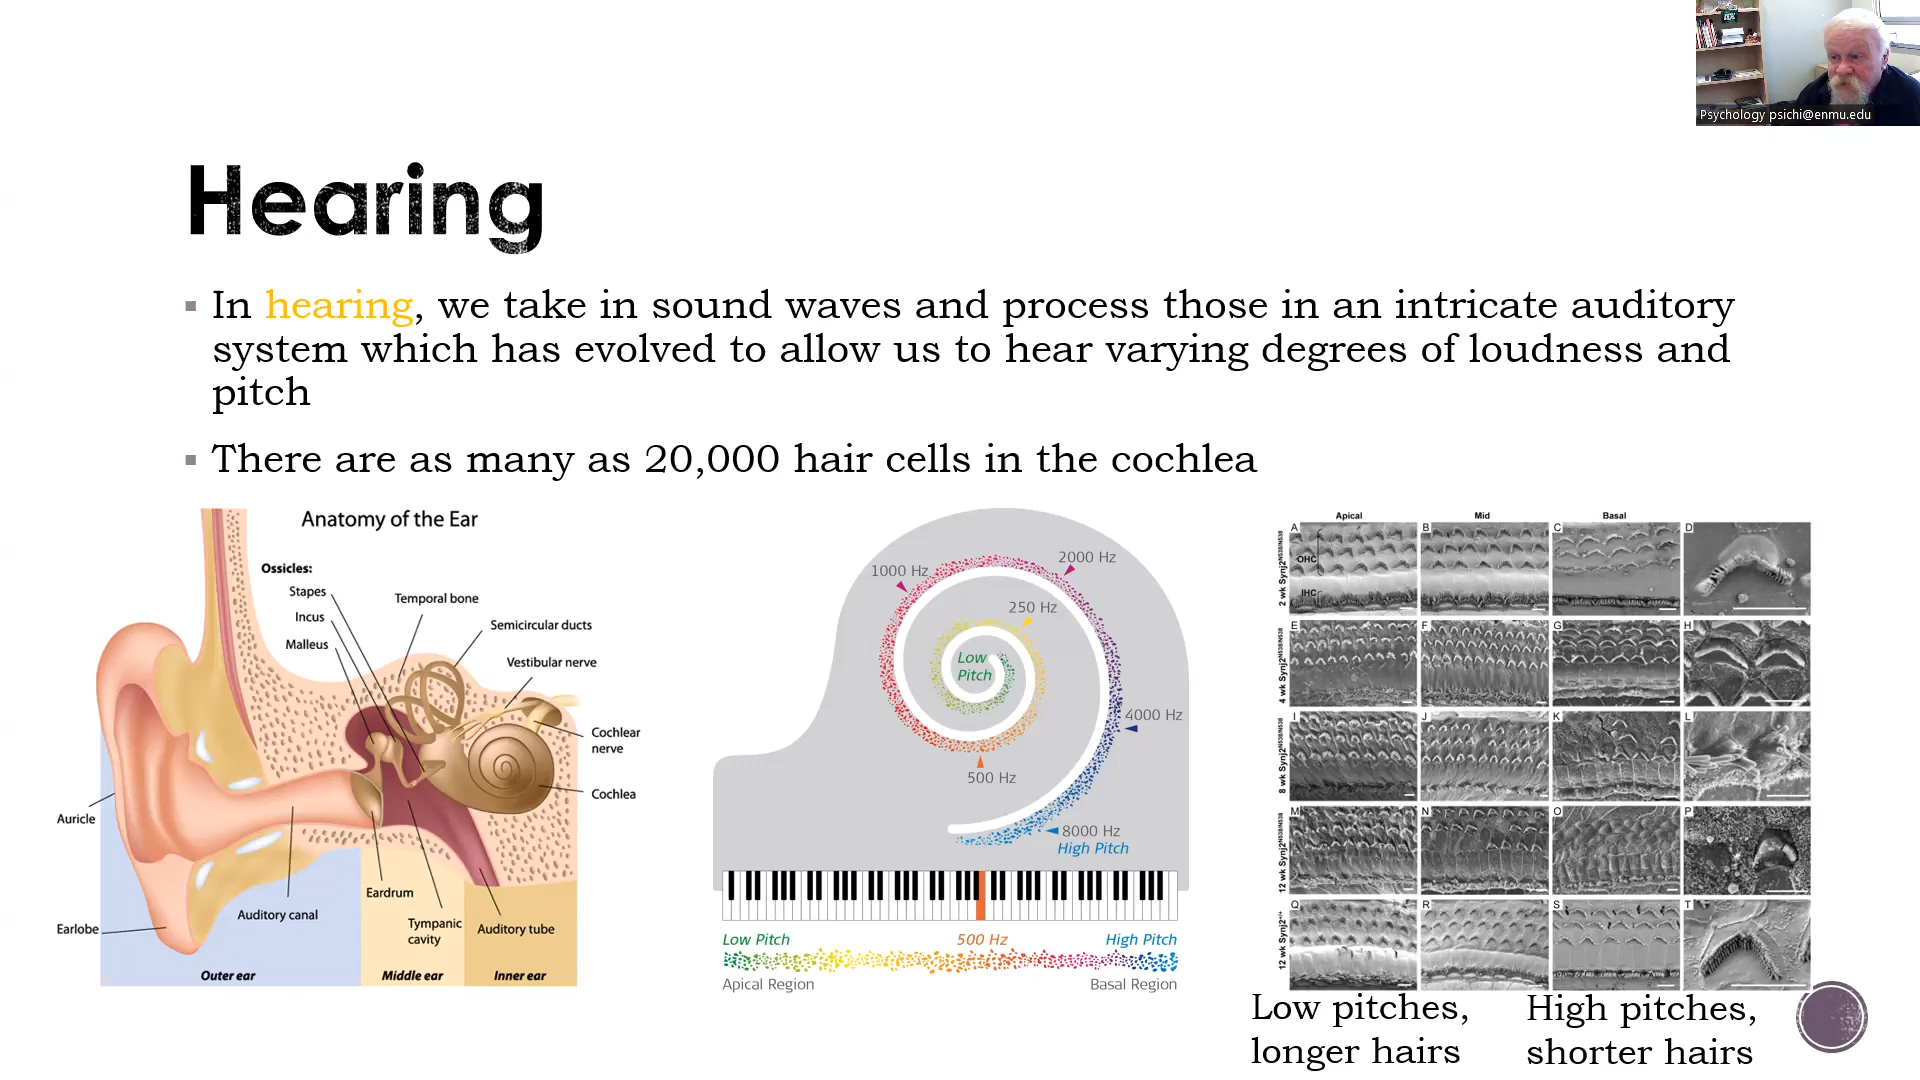 Psychology psichi@enmu.edu
Hearing
In hearing, we take in sound waves and process those in an intricate auditory
system which has evolved to allow us to hear varying degrees of loudness and
pitch
There are as many as 20,000 hair cells in the cochlea
Anatomy of the Ear
Ossicles:
Stapes
Incus
Malleus
Temporal bone
Semicircular ducts
Vestibular nerve
Cochlear
nerve
Cochlea
Auricle
Earlobe
Auditory canal
Eardrum
Tympanic
cavity
Auditory tube
Outer ear
Middle ear
Inner ear
1000 Hz
2000 Hz
250 Hz
Low
Pitch
4000 Hz
500 Hz
8000 Hz
High Pitch
Low Pitch
500 Hz
High Pitch
Apical Region
Basal Region
Apical
Mid
Basal
A
B
C
D
OHC
IHC
2 wk Synj2
E
F
G
H
4 wk Synj2
I
J
K
L
8 wk Synj2
M
N
O
P
12 wk Synj2
Q
R
S
T
12 wk Synj2+/+
Low pitches,
longer hairs
High pitches,
shorter hairs